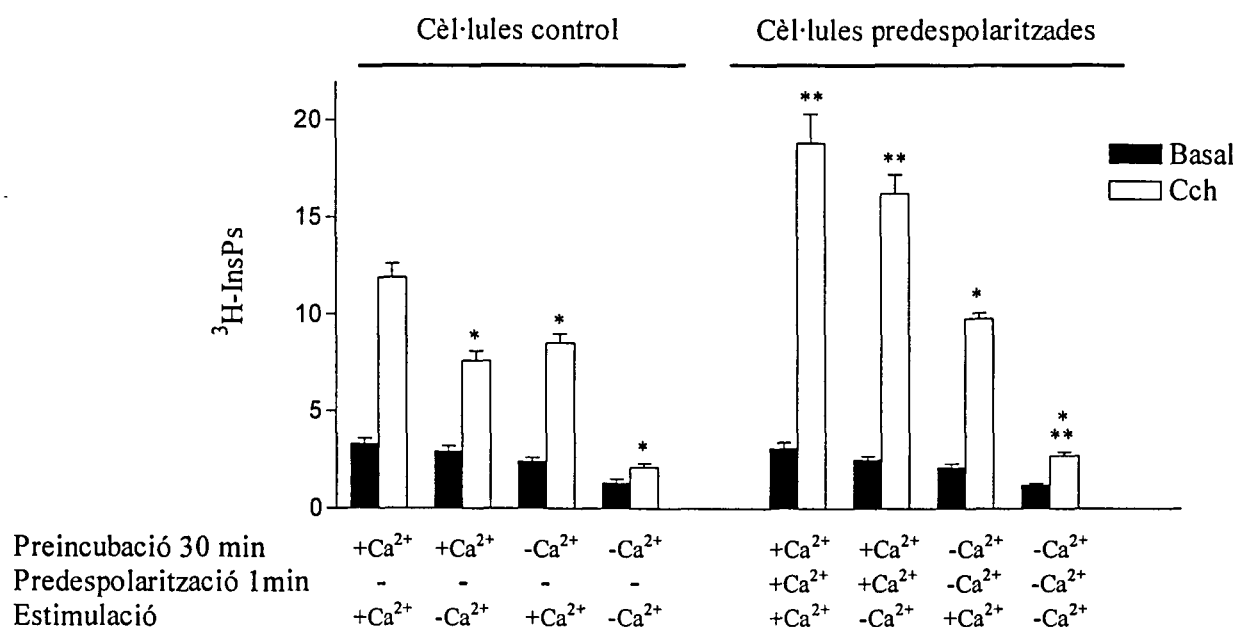 Cèl·lules control
Cèl·lules predespolaritzades
** 
**
*
*
*
*
*
**
Basal
Cch
³H-InsPs
20
15
10
5
0
Preincubació 30 min +Ca²⁺ +Ca²⁺ -Ca²⁺ -Ca²⁺ +Ca²⁺ +Ca²⁺ -Ca²⁺ -Ca²⁺
Predespolarització 1min - - - - +Ca²⁺ +Ca²⁺ -Ca²⁺ -Ca²⁺
Estimulació +Ca²⁺ -Ca²⁺ +Ca²⁺ -Ca²⁺ +Ca²⁺ -Ca²⁺ +Ca²⁺ -Ca²⁺